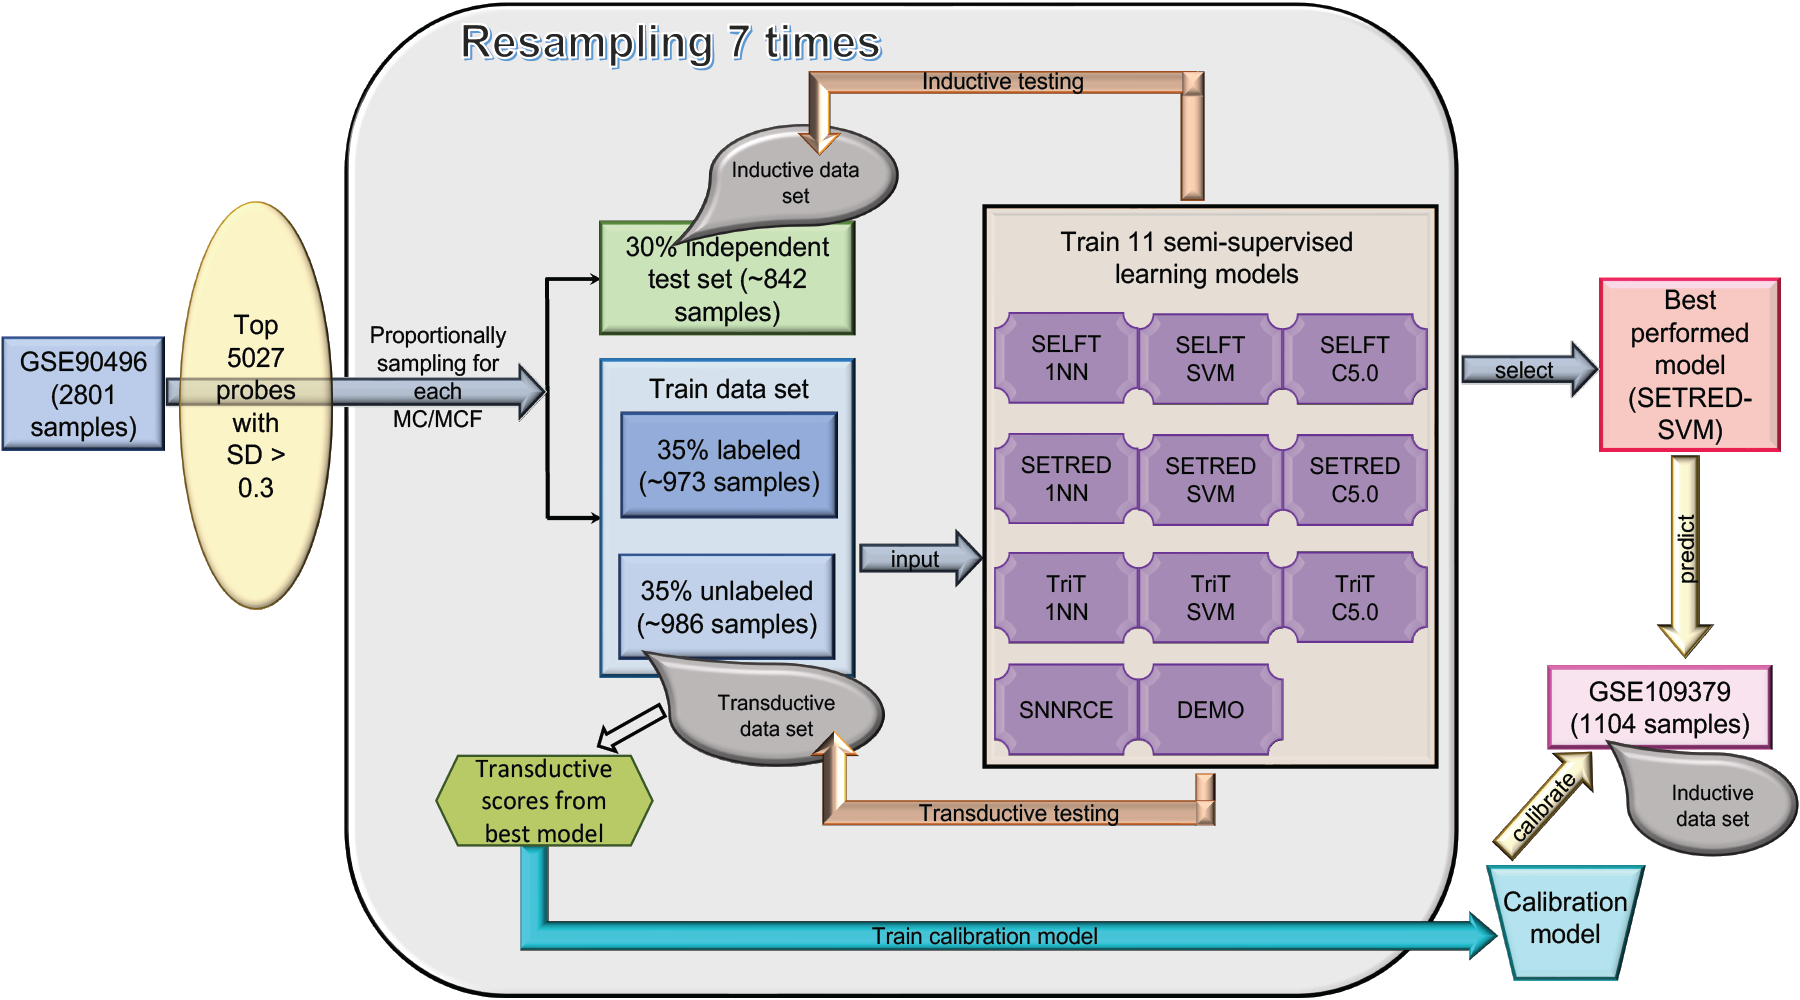 Resampling 7 times
Inductive testing
Inductive data
set
30% independent
test set (~842
samples)
GSE90496
(2801
samples)
Top
5027
probes
with
SD >
0.3
Proportionally
sampling for
each
MC/MCF
Train data set
35% labeled
(~973 samples)
35% unlabeled
(~986 samples)
input
Train 11 semi-supervised
learning models
SELFT
1NN
SELFT
SVM
SELFT
C5.0
SETRED
1NN
SETRED
SVM
SETRED
C5.0
TriT
1NN
TriT
SVM
TriT
C5.0
SNNRCE
DEMO
select
Best
performed
model
(SETRED-
SVM)
predict
GSE109379
(1104 samples)
Inductive
data set
calibrate
Calibration
model
Transductive
data set
Transductive testing
Transductive
scores from
best model
Train calibration model